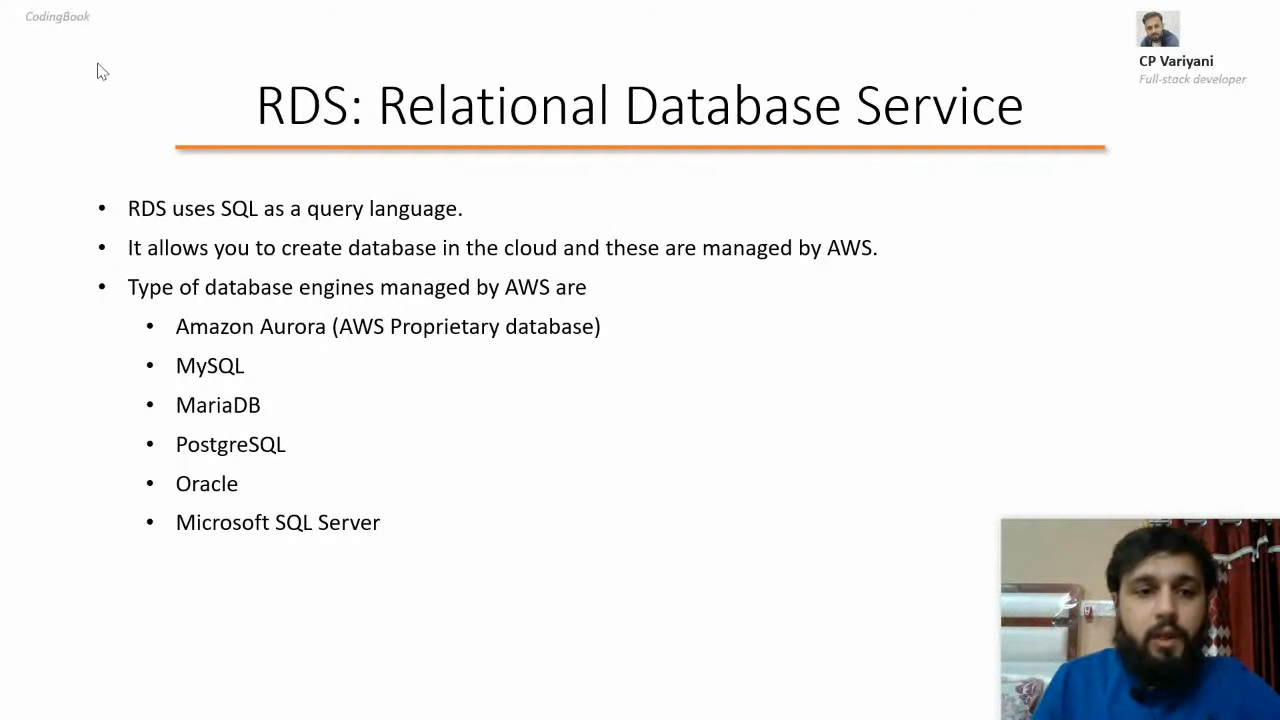 CodingBook
CP Variyani
Full-stack developer
RDS: Relational Database Service
• RDS uses SQL as a query language.
• It allows you to create database in the cloud and these are managed by AWS.
• Type of database engines managed by AWS are
• Amazon Aurora (AWS Proprietary database)
• MySQL
• MariaDB
• PostgreSQL
• Oracle
• Microsoft SQL Server